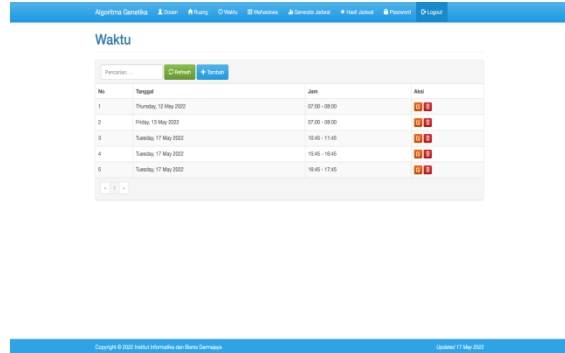 Algoritma Genetika Dosen Ruang Waktu Mahasiswa Generate Jadwal Hasil Jadwal Password Logout
Waktu
Pencarian... Refresh Tambah
No Tanggal Jam Aksi
1 Thursday, 12 May 2022 07:00 - 08:00
2 Friday, 13 May 2022 07:00 - 08:00
3 Tuesday, 17 May 2022 10:45 - 11:45
4 Tuesday, 17 May 2022 15:45 - 16:45
5 Tuesday, 17 May 2022 16:45 - 17:45
« 1 »
Copyright © 2022 Institut Informatika dan Bisnis Darmajaya Updated 17 May 2022